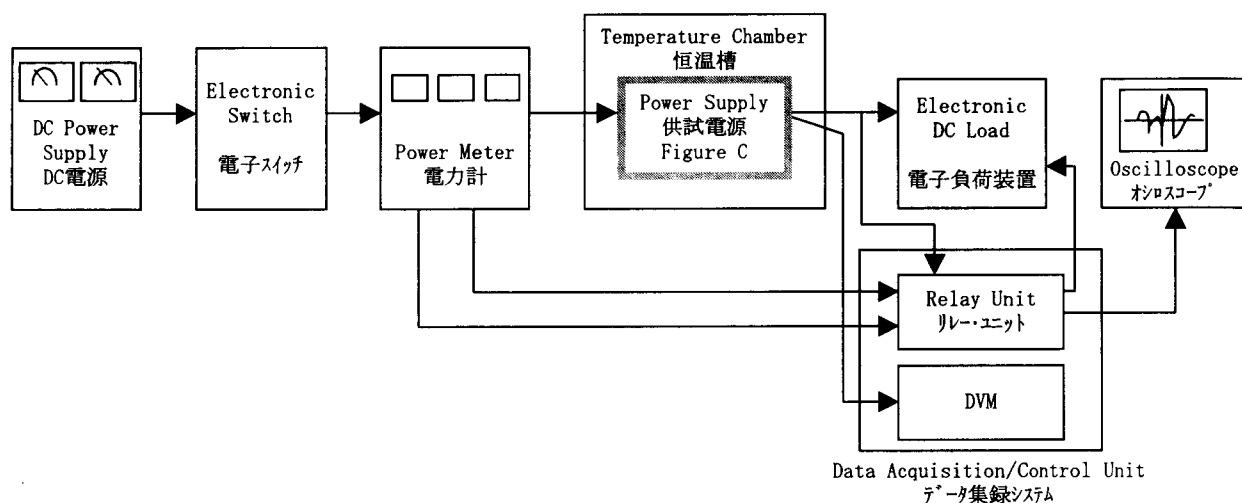 DC Power
Supply
DC電源
Electronic
Switch
電子ｽｲｯﾁ
Power Meter
電力計
Temperature Chamber
恒温槽
Power Supply
供試電源
Figure C
Electronic
DC Load
電子負荷装置
Oscilloscope
ｵｼﾛｽｺｰﾌﾟ
Relay Unit
ﾘﾚｰ･ﾕﾆｯﾄ
DVM
Data Acquisition/Control Unit
ﾃﾞｰﾀ集録ｼｽﾃﾑ